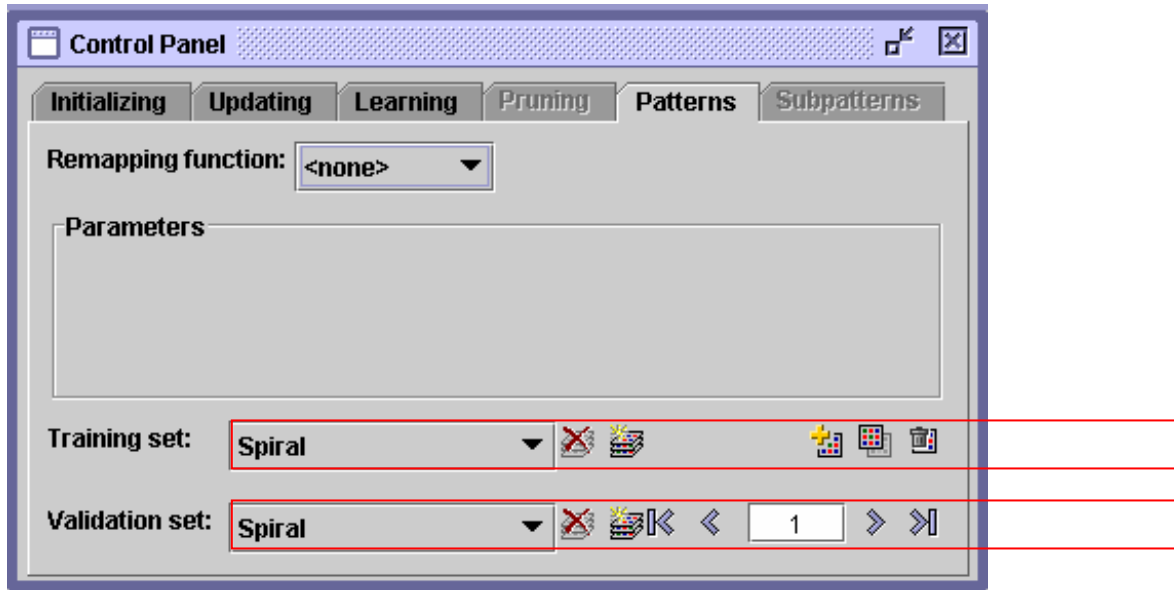 Control Panel
Initializing Updating Learning Pruning Patterns Subpatterns
Remapping function: <none>
Parameters
Training set: Spiral
Validation set: Spiral 1